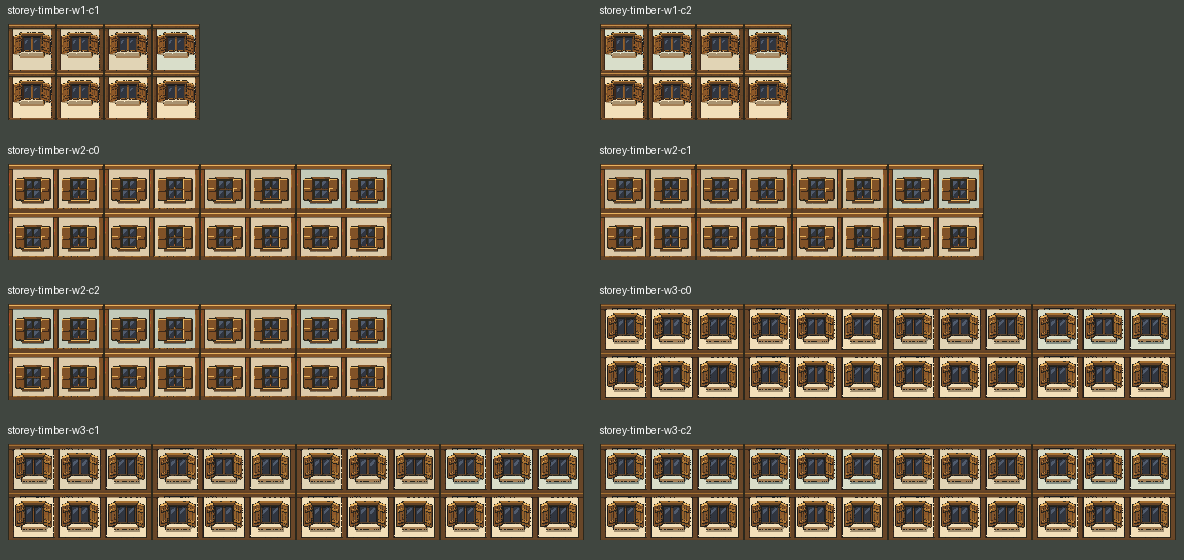 storey-timber-w1-c1
storey-timber-w1-c2
storey-timber-w2-c0
storey-timber-w2-c1
storey-timber-w2-c2
storey-timber-w3-c0
storey-timber-w3-c1
storey-timber-w3-c2